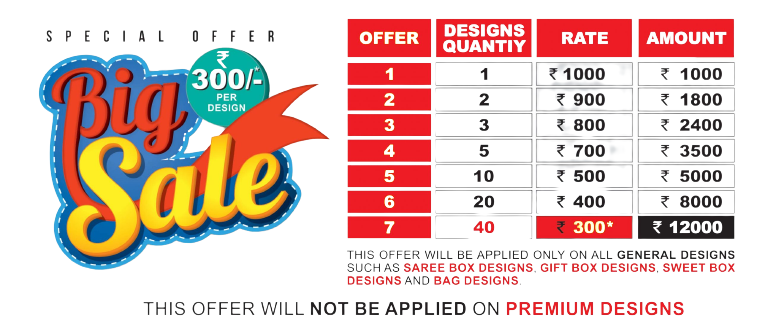 SPECIAL OFFER
Big
Sale
₹
300/-*
PER
DESIGN
OFFER DESIGNS QUANTIY RATE AMOUNT
1 1 ₹ 1000 ₹ 1000
2 2 ₹ 900 ₹ 1800
3 3 ₹ 800 ₹ 2400
4 5 ₹ 700 ₹ 3500
5 10 ₹ 500 ₹ 5000
6 20 ₹ 400 ₹ 8000
7 40 ₹ 300* ₹ 12000
THIS OFFER WILL BE APPLIED ONLY ON ALL GENERAL DESIGNS
SUCH AS SAREE BOX DESIGNS, GIFT BOX DESIGNS, SWEET BOX
DESIGNS AND BAG DESIGNS.
THIS OFFER WILL NOT BE APPLIED ON PREMIUM DESIGNS